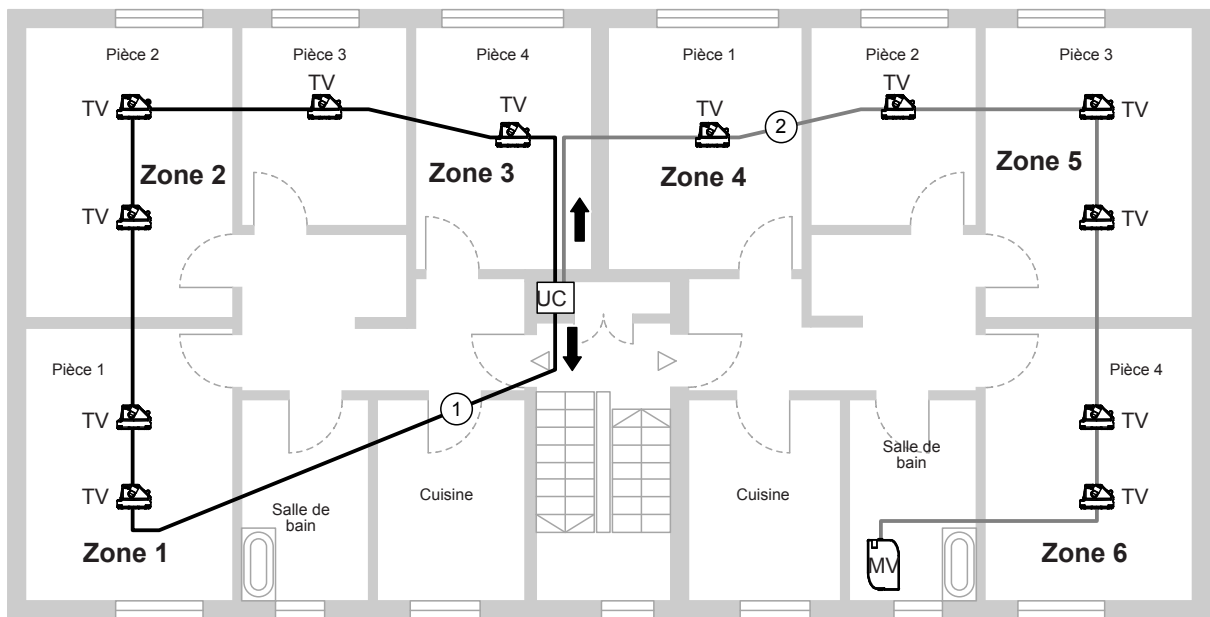 Pièce 2
Pièce 3
Pièce 4
Pièce 1
Pièce 2
Pièce 3
TV
TV
TV
TV
TV
TV
2
Zone 2
Zone 3
Zone 4
Zone 5
TV
TV
UC
Pièce 1
Pièce 4
1
TV
TV
Salle de
bain
TV
TV
Cuisine
Cuisine
Salle de
bain
Zone 1
Zone 6
MV